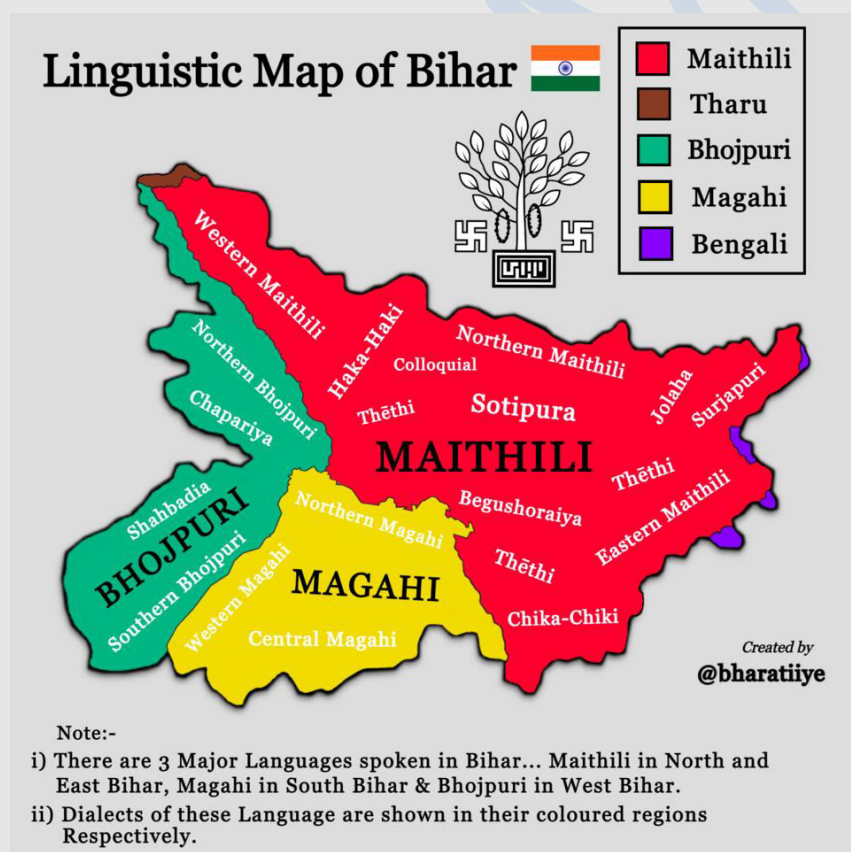 Linguistic Map of Bihar
Maithili
Tharu
Bhojpuri
Magahi
Bengali
Western Maithili
Haka-Haki
Northern Maithili
Colloquial
Northern Bhojpuri
Jolaha
Surjapuri
Chapariya
Thēthi
Sotipura
MAITHILI
Thēthi
Shahbadia
Begushoraiya
Eastern Maithili
BHOJPURI
Northern Magahi
Southern Bhojpuri
Western Magahi
MAGAHI
Thēthi
Chika-Chiki
Central Magahi
Created by
@bharatiiye
Note:-
i) There are 3 Major Languages spoken in Bihar... Maithili in North and
East Bihar, Magahi in South Bihar & Bhojpuri in West Bihar.
ii) Dialects of these Language are shown in their coloured regions
Respectively.